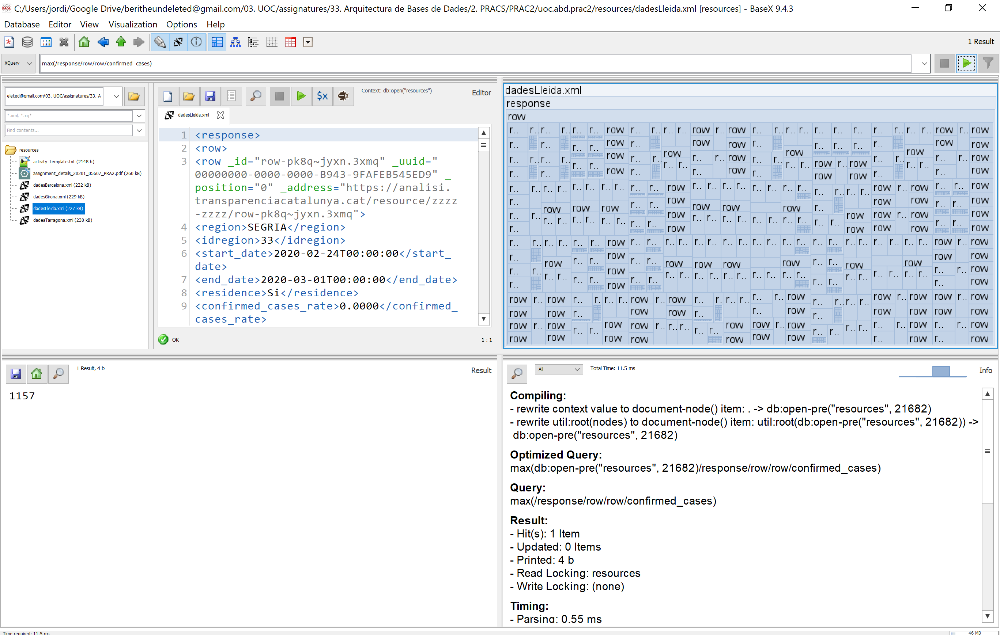 BASE C:/Users/jordi/Google Drive/beritheundeleted@gmail.com/03. UOC/assignatures/33. Arquitectura de Bases de Dades/2. PRACS/PRAC2/uoc.abd.prac2/resources/dadesLleida.xml [resources] - BaseX 9.4.3
Database Editor View Visualization Options Help
1 Result
XQuery max(/response/row/row/confirmed_cases)
eleted@gmail.com/03. UOC/assignatures/33. A
*.xml, *.xq*
Find contents...
resources
activity_template.txt (2148 b)
assignment_details_20201_05607_PRA2.pdf (260 kB)
dadesBarcelona.xml (232 kB)
dadesGirona.xml (229 kB)
dadesLleida.xml (227 kB)
dadesTarragona.xml (230 kB)
$x Context: db:open("resources") Editor
dadesLleida.xml
1 <response>
2 <row>
3 <row _id="row-pk8q~jyxn.3xmq" _uuid="
00000000-0000-0000-B943-9FAFEB545ED9" _
position="0" _address="https://analisi.
transparenciacatalunya.cat/resource/zzzz
-zzzz/row-pk8q~jyxn.3xmq">
4 <region>SEGRIA</region>
5 <idregion>33</idregion>
6 <start_date>2020-02-24T00:00:00</start_
date>
7 <end_date>2020-03-01T00:00:00</end_date>
8 <residence>Si</residence>
9 <confirmed_cases_rate>0.0000</confirmed_
cases_rate>
OK 1 : 1
dadesLleida.xml
response
row
1 Result, 4 b Result
1157
All Total Time: 11.5 ms Info
Compiling:
- rewrite context value to document-node() item: . -> db:open-pre("resources", 21682)
- rewrite util:root(nodes) to document-node() item: util:root(db:open-pre("resources", 21682)) ->
db:open-pre("resources", 21682)
Optimized Query:
max(db:open-pre("resources", 21682)/response/row/row/confirmed_cases)
Query:
max(/response/row/row/confirmed_cases)
Result:
- Hit(s): 1 Item
- Updated: 0 Items
- Printed: 4 b
- Read Locking: resources
- Write Locking: (none)
Timing:
- Parsing: 0.55 ms
Time required: 11.5 ms
46 MB